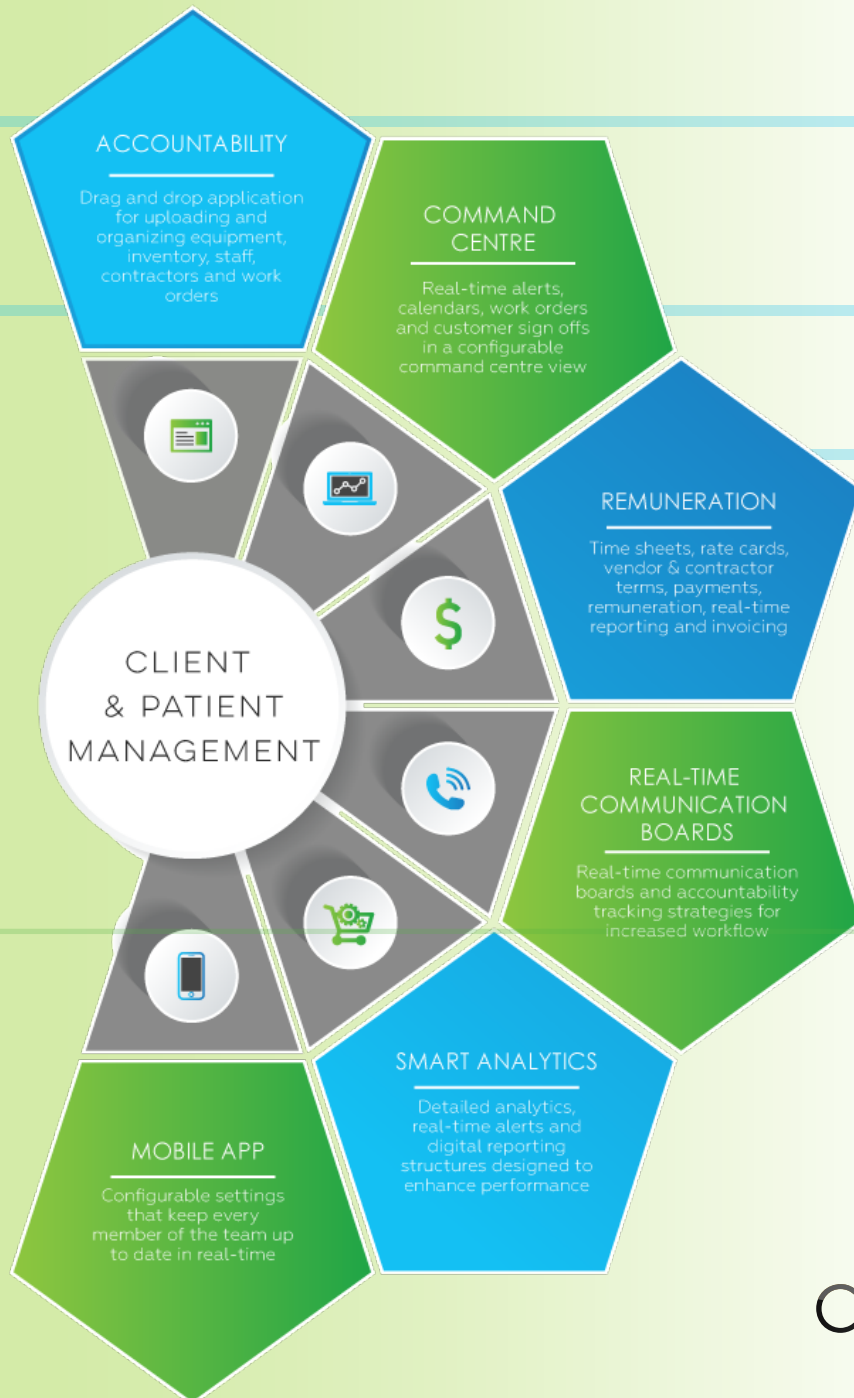 ACCOUNTABILITY
Drag and drop application
for uploading and
organizing equipment,
inventory, staff,
contractors and work
orders
COMMAND
CENTRE
Real-time alerts,
calendars, work orders
and customer sign offs
in a configurable
command centre view
REMUNERATION
Time sheets, rate cards,
vendor & contractor
terms, payments,
remuneration, real-time
reporting and invoicing
CLIENT
& PATIENT
MANAGEMENT
REAL-TIME
COMMUNICATION
BOARDS
Real-time communication
boards and accountability
tracking strategies for
increased workflow
SMART ANALYTICS
Detailed analytics,
real-time alerts and
digital reporting
structures designed to
enhance performance
MOBILE APP
Configurable settings
that keep every
member of the team up
to date in real-time